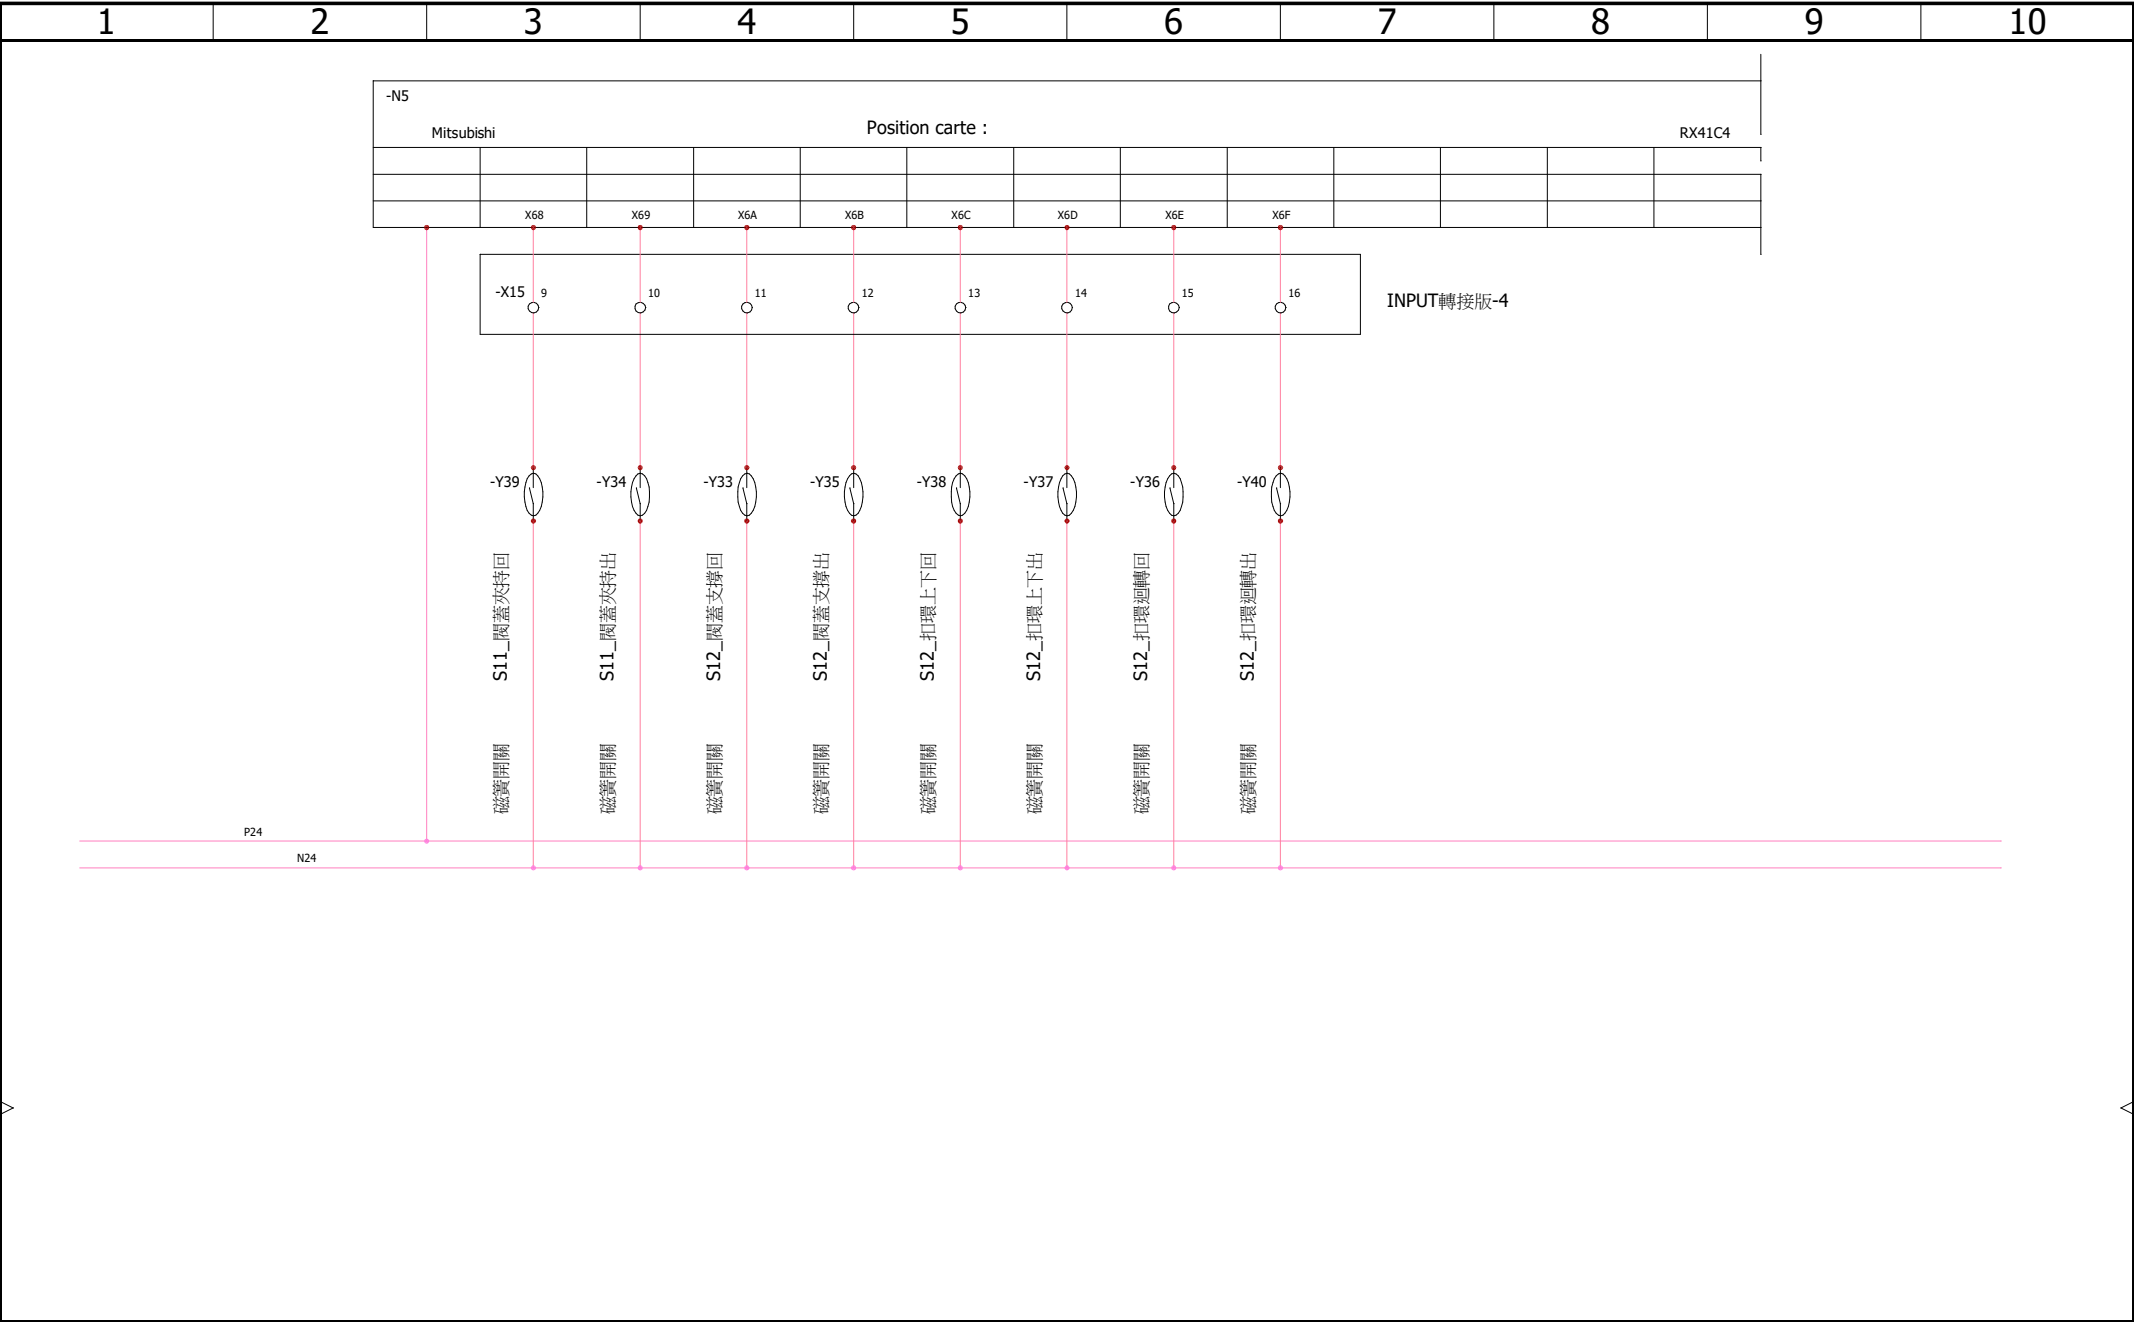 1 2 3 4 5 6 7 8 9 10
-N5
Mitsubishi Position carte : RX41C4
X68 X69 X6A X6B X6C X6D X6E X6F
-X15 9 10 11 12 13 14 15 16
INPUT轉接版-4
-Y39 -Y34 -Y33 -Y35 -Y38 -Y37 -Y36 -Y40
S11_閥蓋夾持回
S11_閥蓋夾持出
S12_閥蓋支撐回
S12_閥蓋支撐出
S12_扣環上下回
S12_扣環上下出
S12_扣環迴轉回
S12_扣環迴轉出
磁簧開關
磁簧開關
磁簧開關
磁簧開關
磁簧開關
磁簧開關
磁簧開關
磁簧開關
P24
N24